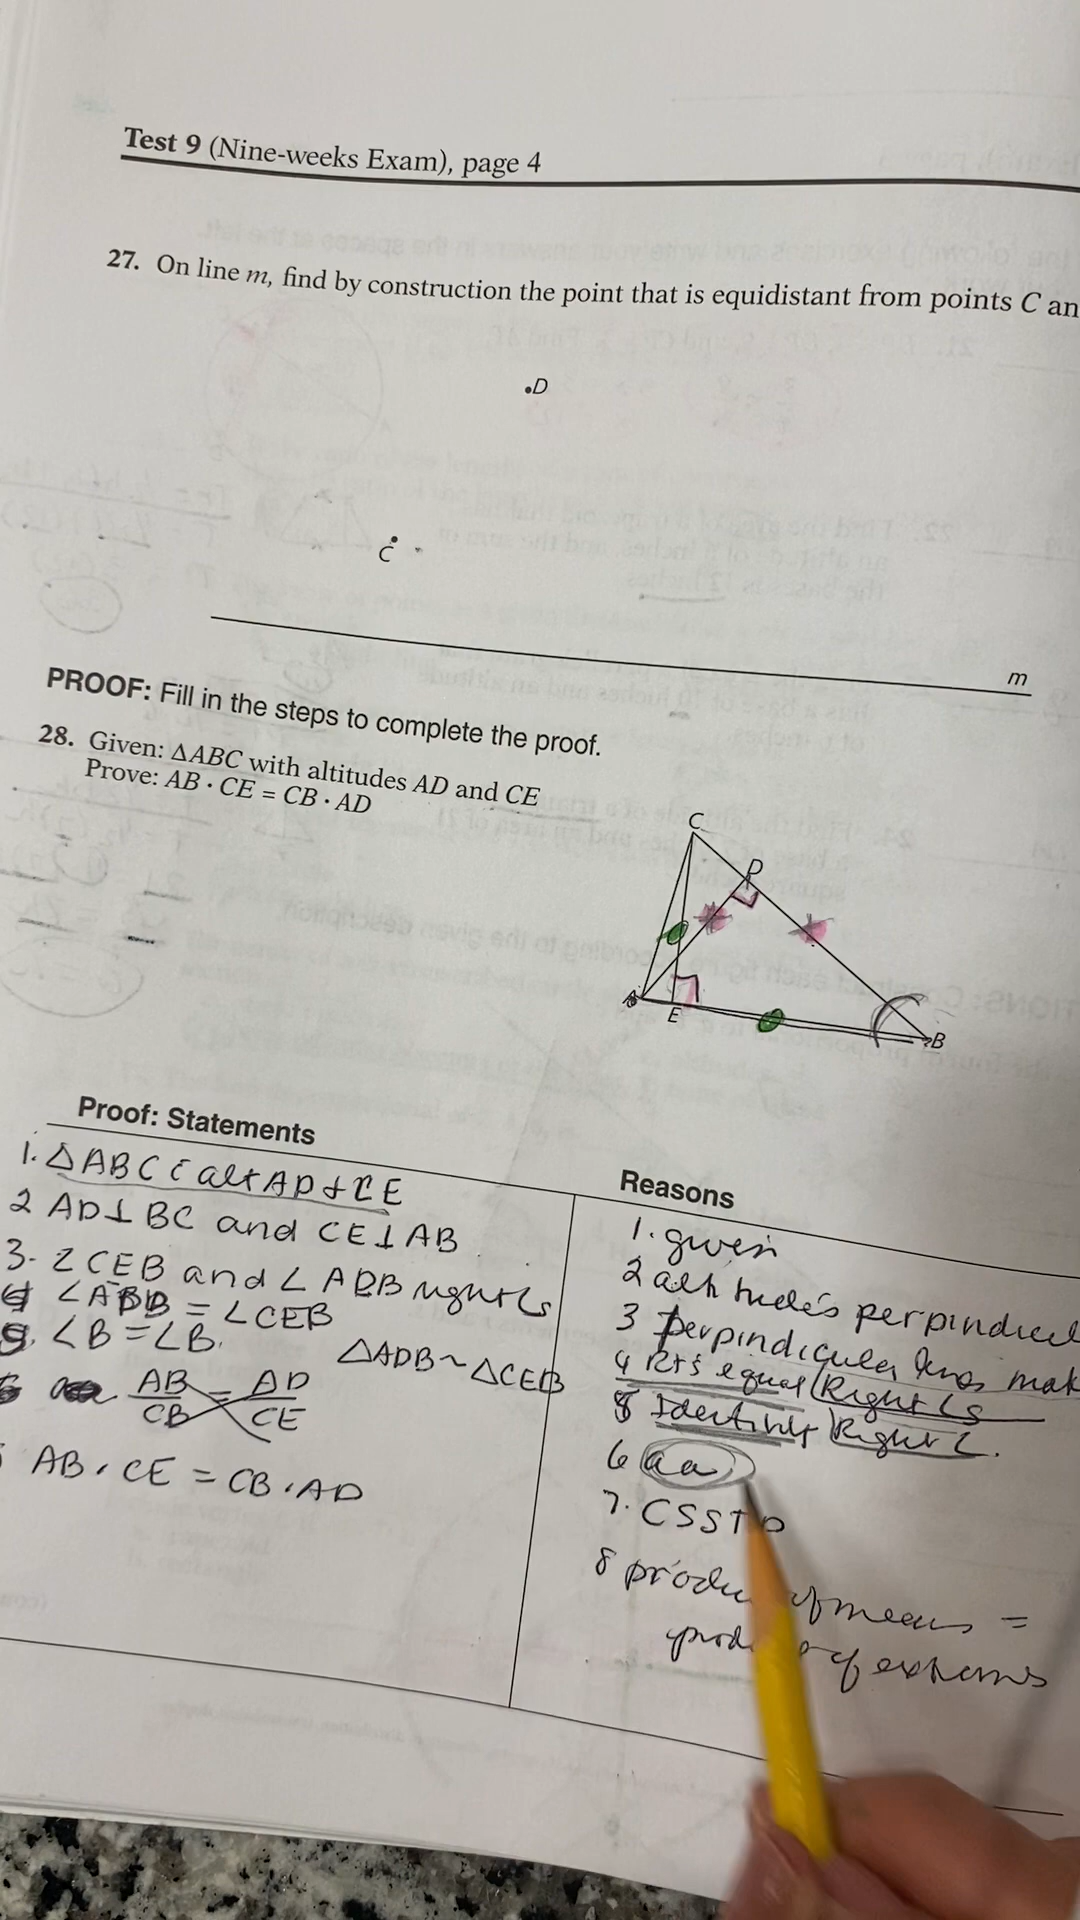 Test 9 (Nine-weeks Exam), page 4
27. On line m, find by construction the point that is equidistant from points C an
D
C
m
PROOF: Fill in the steps to complete the proof.
28. Given: △ABC with altitudes AD and CE
Prove: AB · CE = CB · AD
C
D
A
E
B
Proof: Statements
1. △ABC c̄ alt AD + CE
2 AD ⊥ BC and CE ⊥ AB
3. ∠CEB and ∠ADB right ∠s
4 ∠ADB = ∠CEB
5. ∠B = ∠B.
△ADB ~ △CEB
AB = AD
CB CE
AB · CE = CB · AD
Reasons
1. given
2 altitudes perpendicul
3 perpindicular lines mak
4 Rt's equal Right ∠s
5 Identity Right ∠.
6 aa
7. CSSTP
8 produ of means =
prod of extrems